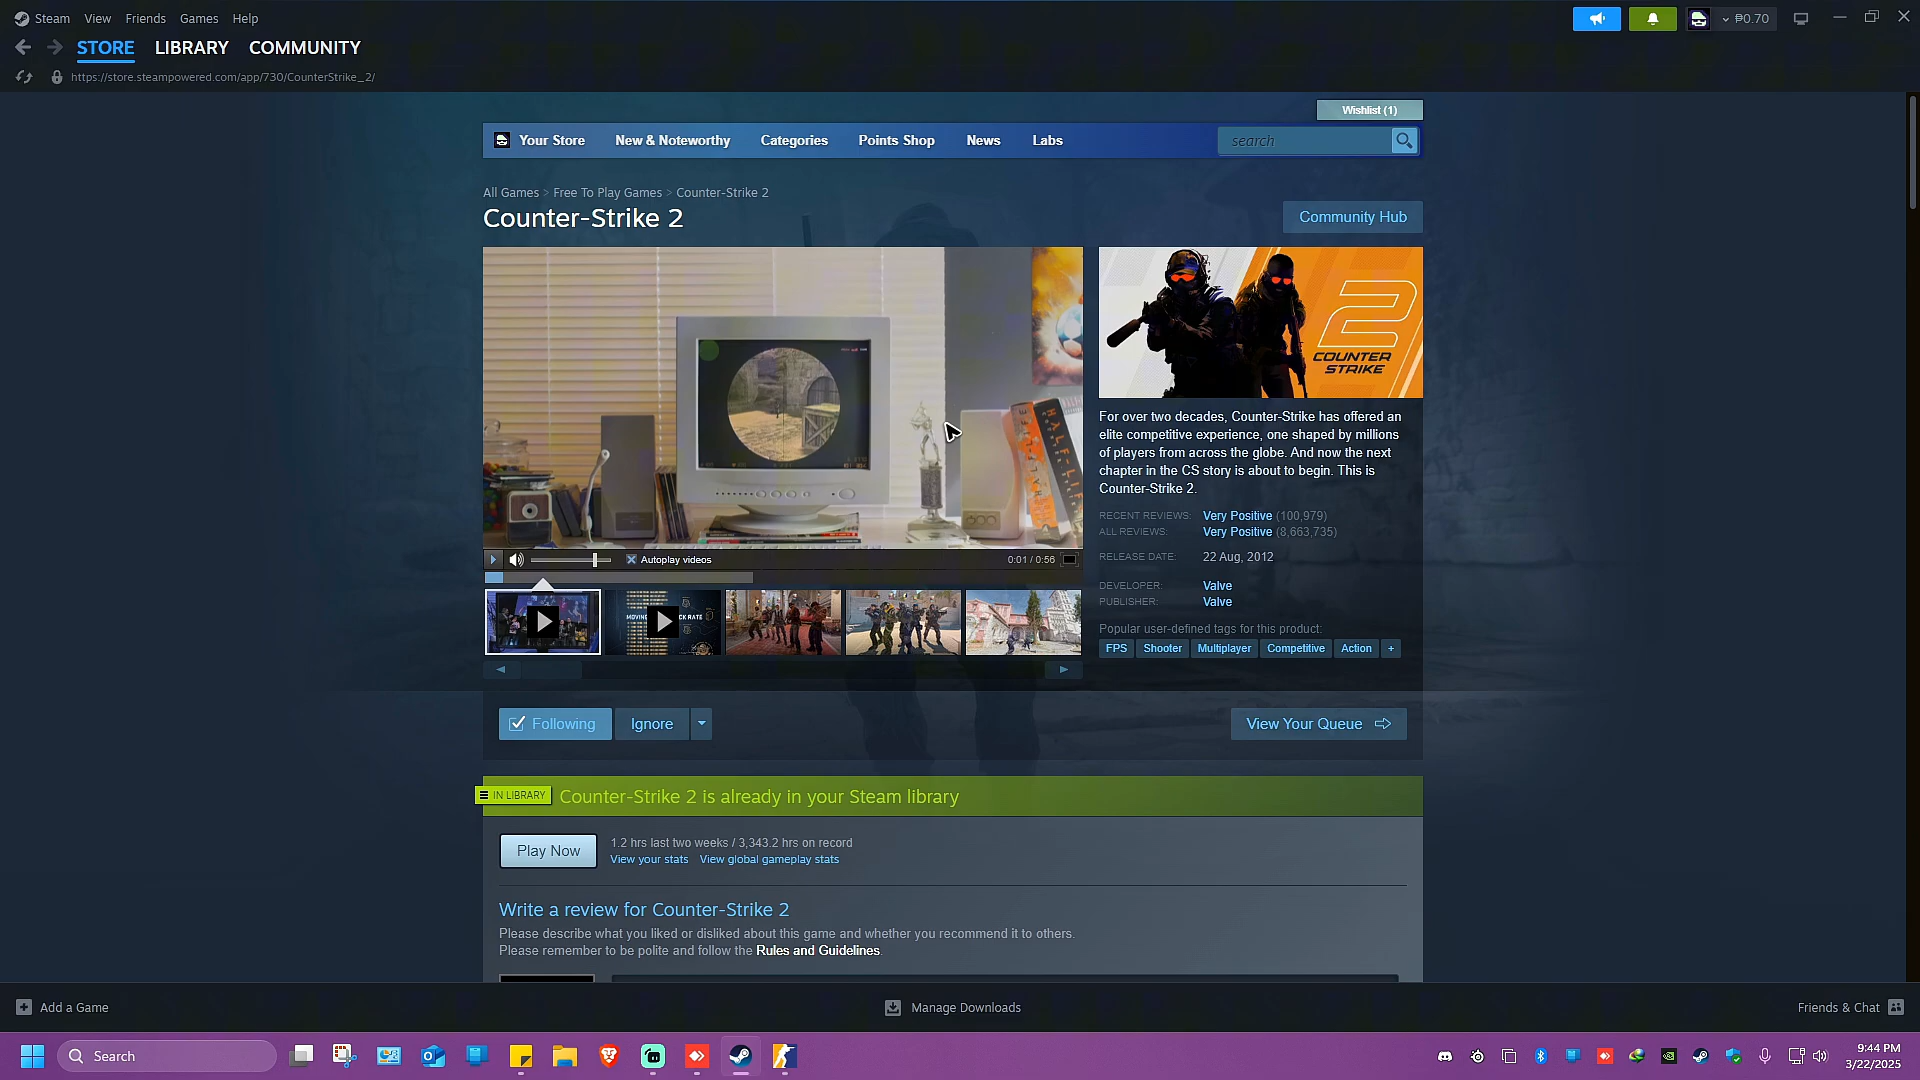 Steam View Friends Games Help
₱0.70
STORE LIBRARY COMMUNITY
https://store.steampowered.com/app/730/CounterStrike_2/
Wishlist (1)
Your Store New & Noteworthy Categories Points Shop News Labs
search
All Games > Free To Play Games > Counter-Strike 2
Counter-Strike 2
Community Hub
2
COUNTER
STRIKE
HALF-LIFE
For over two decades, Counter-Strike has offered an
elite competitive experience, one shaped by millions
of players from across the globe. And now the next
chapter in the CS story is about to begin. This is
Counter-Strike 2.
RECENT REVIEWS: Very Positive (100,979)
ALL REVIEWS: Very Positive (8,663,735)
RELEASE DATE: 22 Aug, 2012
DEVELOPER: Valve
PUBLISHER: Valve
Popular user-defined tags for this product:
FPS Shooter Multiplayer Competitive Action +
Autoplay videos
0:01 / 0:56
Following
Ignore
View Your Queue
IN LIBRARY
Counter-Strike 2 is already in your Steam library
Play Now
1.2 hrs last two weeks / 3,343.2 hrs on record
View your stats View global gameplay stats
Write a review for Counter-Strike 2
Please describe what you liked or disliked about this game and whether you recommend it to others.
Please remember to be polite and follow the Rules and Guidelines.
Add a Game
Manage Downloads
Friends & Chat
Search
9:44 PM
3/22/2025